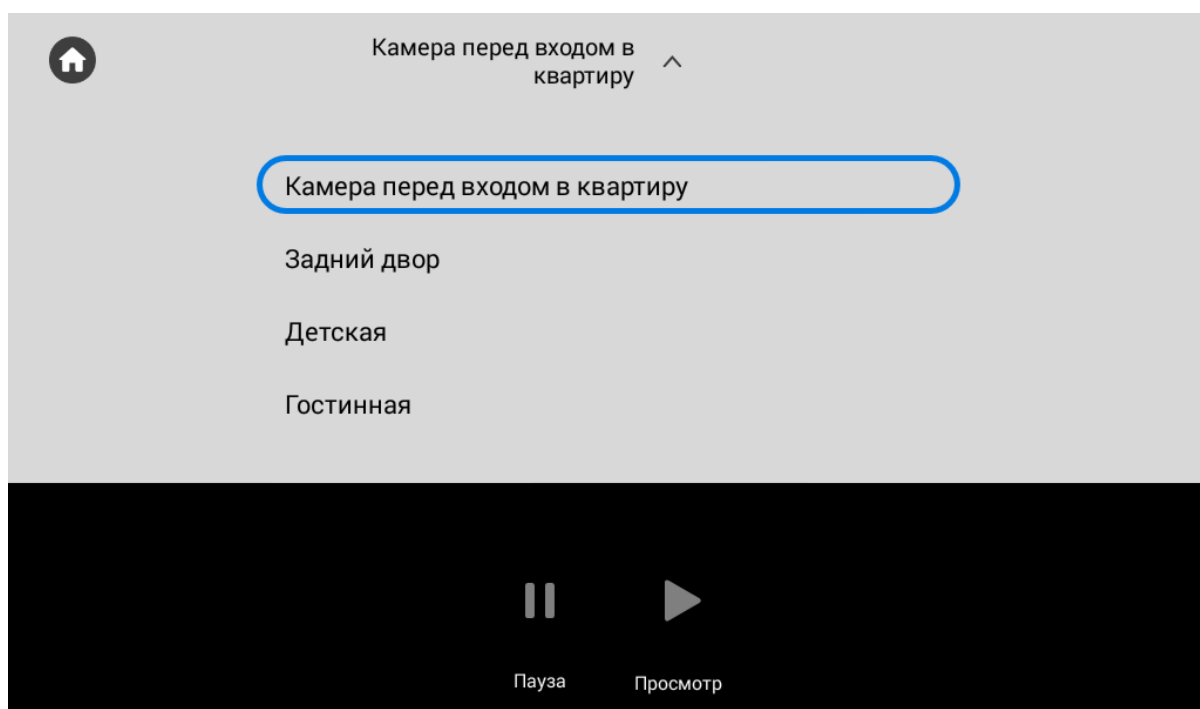 Камера перед входом в
квартиру
Камера перед входом в квартиру
Задний двор
Детская
Гостинная
Пауза
Просмотр